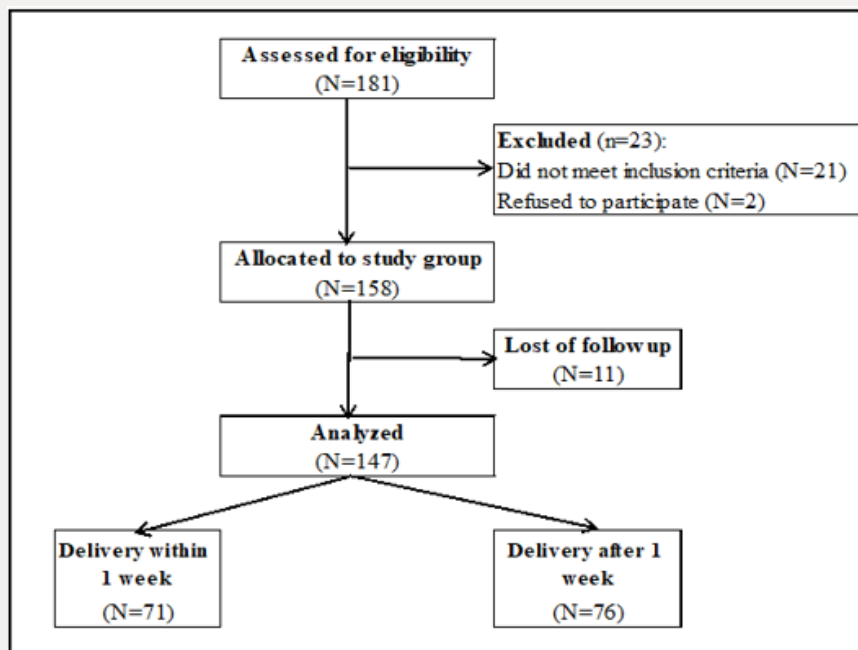 Assessed for eligibility
(N=181)
Excluded (n=23):
Did not meet inclusion criteria (N=21)
Refused to participate (N=2)
Allocated to study group
(N=158)
Lost of follow up
(N=11)
Analyzed
(N=147)
Delivery within
1 week
(N=71)
Delivery after 1
week
(N=76)